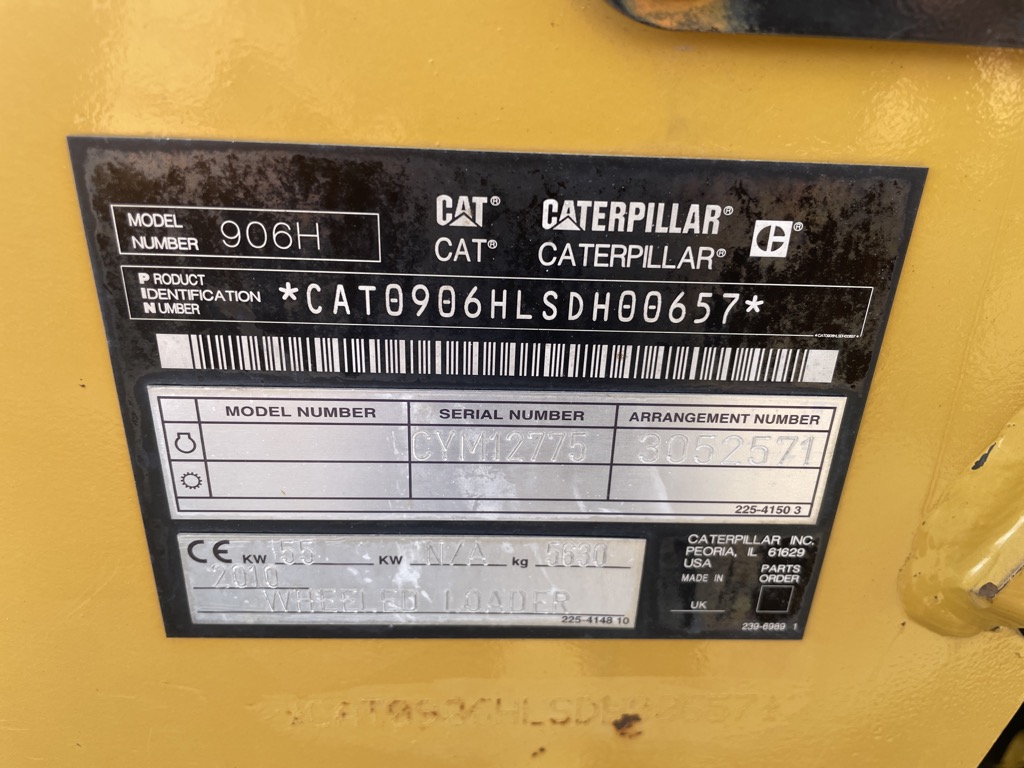 MODEL NUMBER 906H
CAT® CATERPILLAR®
CAT® CATERPILLAR®
PRODUCT IDENTIFICATION NUMBER *CAT0906HLSDH00657*
*CAT0906HLSDH00657*
MODEL NUMBER SERIAL NUMBER ARRANGEMENT NUMBER
CYM12775 3052571
225-4150 3
CE KW 55 KW N/A kg 5630
2010
WHEELED LOADER
225-4148 10
CATERPILLAR INC.
PEORIA, IL 61629
USA
MADE IN
UK
PARTS
ORDER
239-6989 1
*CAT0906HLSDH00657*